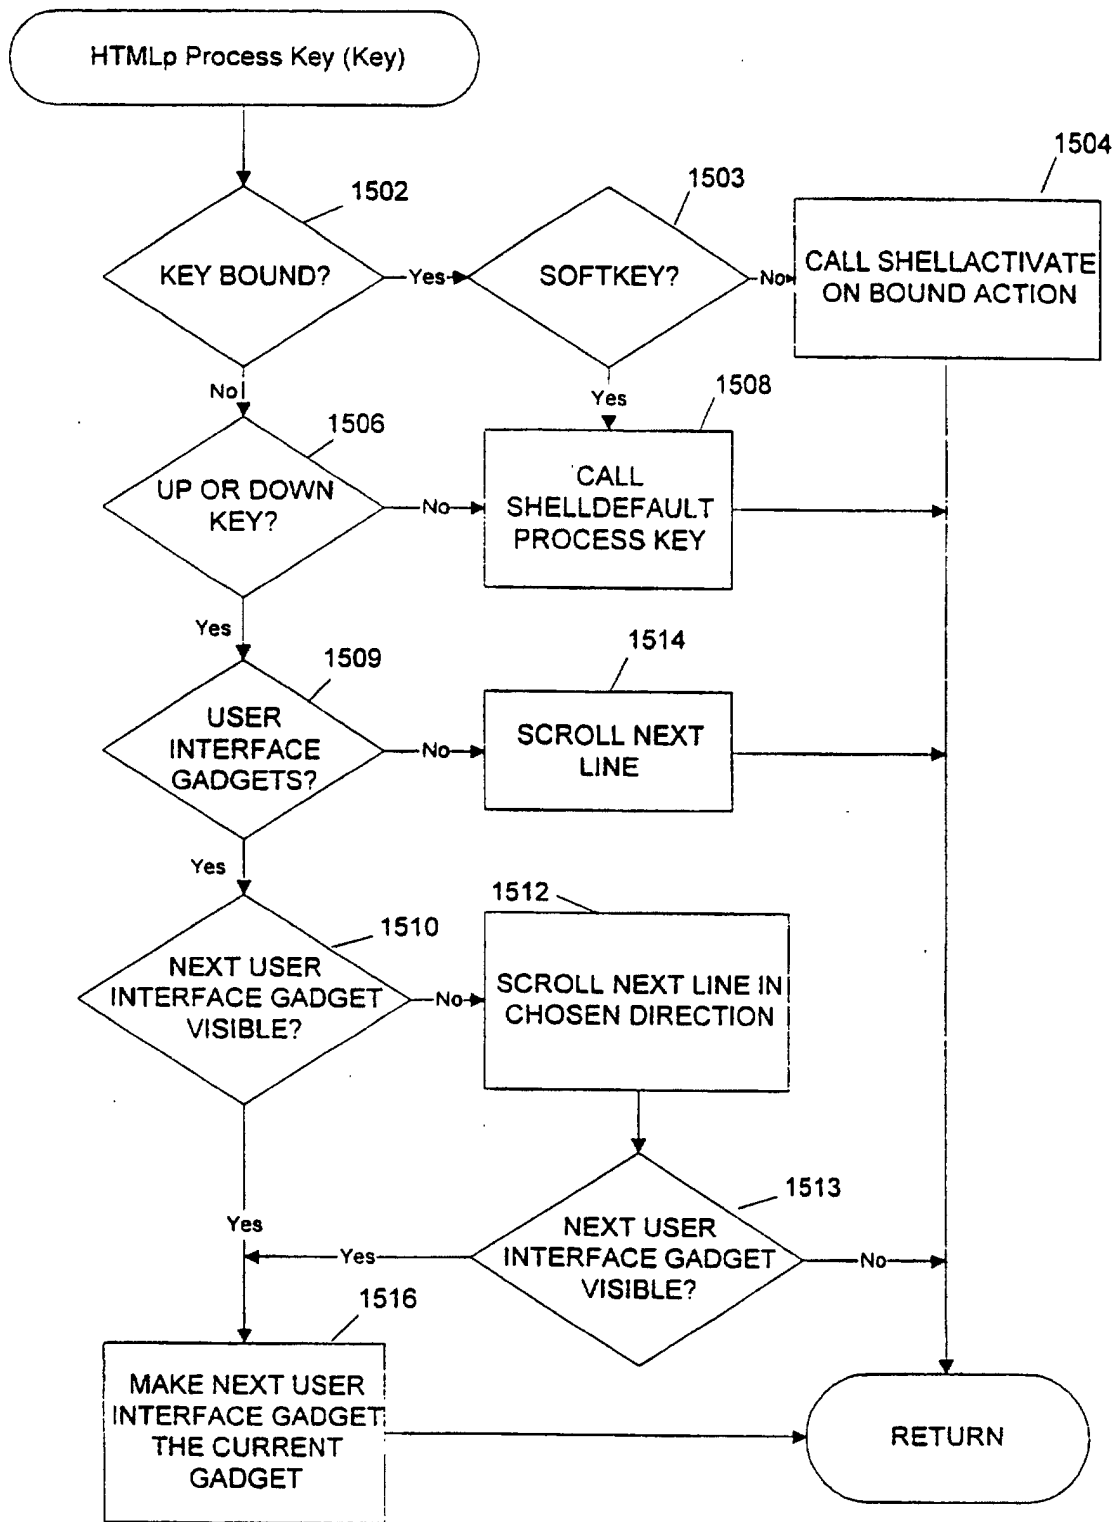 HTMLp Process Key (Key)
1502
KEY BOUND?
Yes
1503
SOFTKEY?
No
1504
CALL SHELLACTIVATE
ON BOUND ACTION
No
Yes
1506
UP OR DOWN
KEY?
No
1508
CALL
SHELLDEFAULT
PROCESS KEY
Yes
1509
USER
INTERFACE
GADGETS?
No
1514
SCROLL NEXT
LINE
Yes
1510
NEXT USER
INTERFACE GADGET
VISIBLE?
No
1512
SCROLL NEXT LINE IN
CHOSEN DIRECTION
Yes
1513
NEXT USER
INTERFACE GADGET
VISIBLE?
Yes
No
1516
MAKE NEXT USER
INTERFACE GADGET
THE CURRENT
GADGET
RETURN